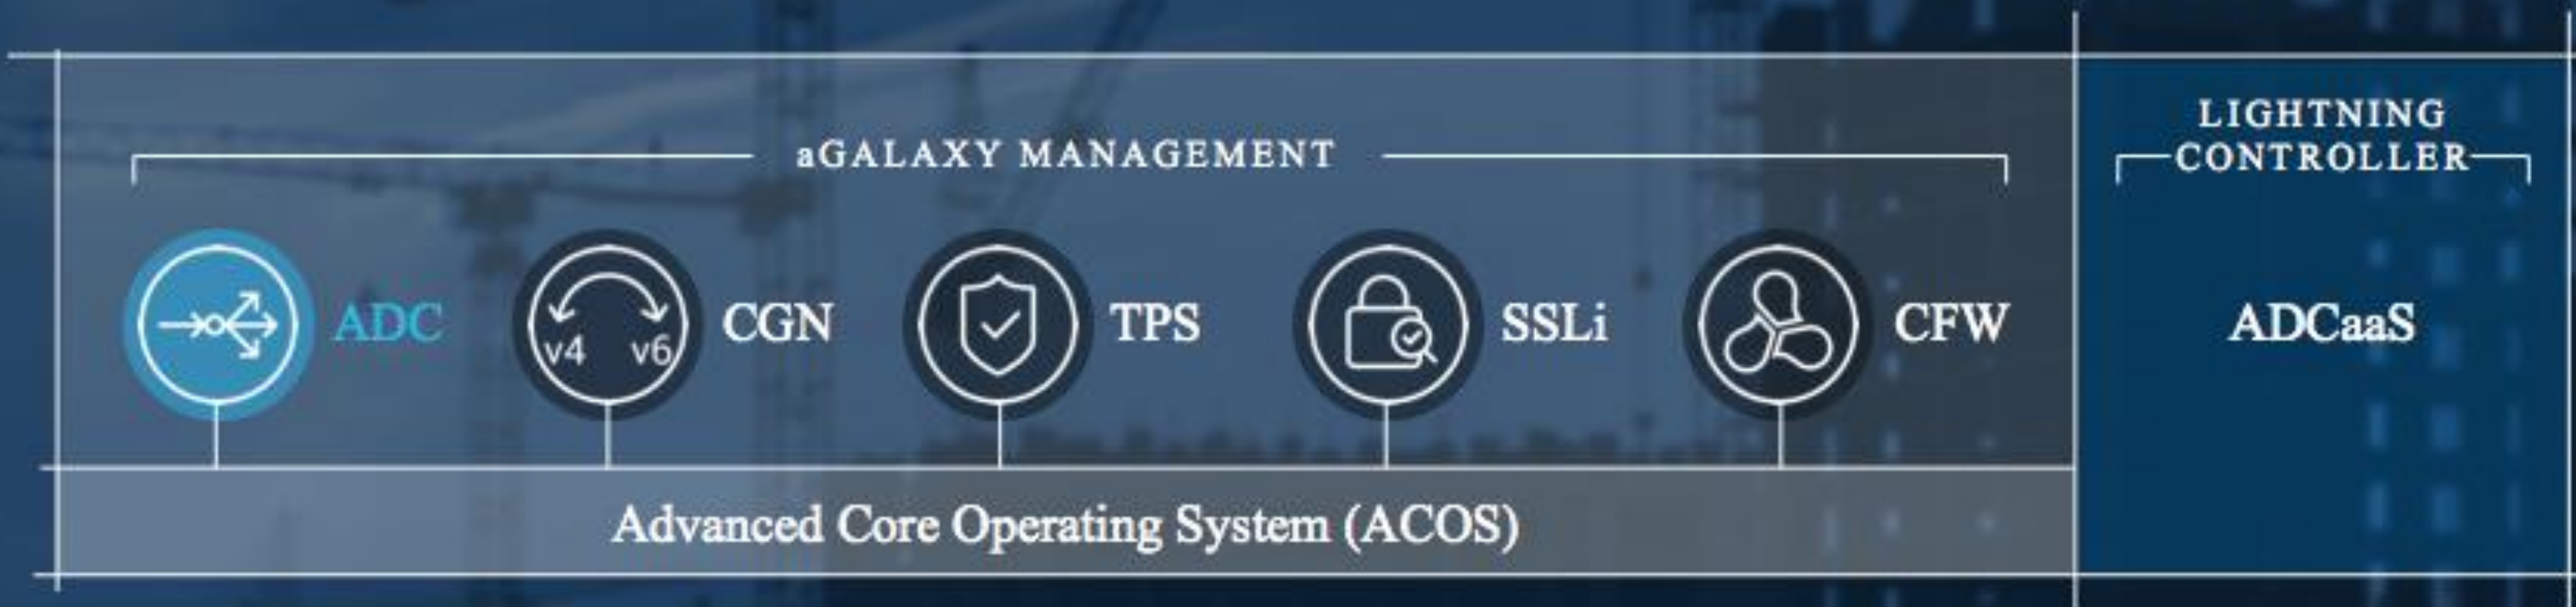 LIGHTNING
CONTROLLER
aGALAXY MANAGEMENT
ADC
v4 v6
CGN
TPS
SSLi
CFW
ADCaaS
Advanced Core Operating System (ACOS)